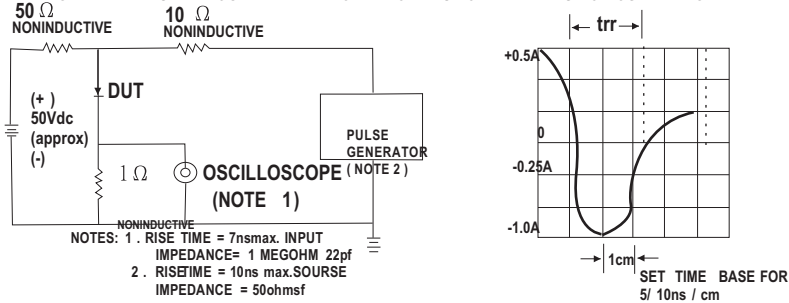 50 Ω
NONINDUCTIVE
10 Ω
NONINDUCTIVE
DUT
(+)
50Vdc
(approx)
(-)
1 Ω
NONINDUCTIVE
OSCILLOSCOPE
(NOTE 1)
PULSE
GENERATOR
( NOTE 2 )
NOTES: 1 . RISE TIME = 7nsmax. INPUT
IMPEDANCE= 1 MEGOHM 22pf
2 . RISETIME = 10ns max.SOURSE
IMPEDANCE = 50ohmsf
trr
+0.5A
0
-0.25A
-1.0A
1cm
SET TIME BASE FOR
5/ 10ns / cm